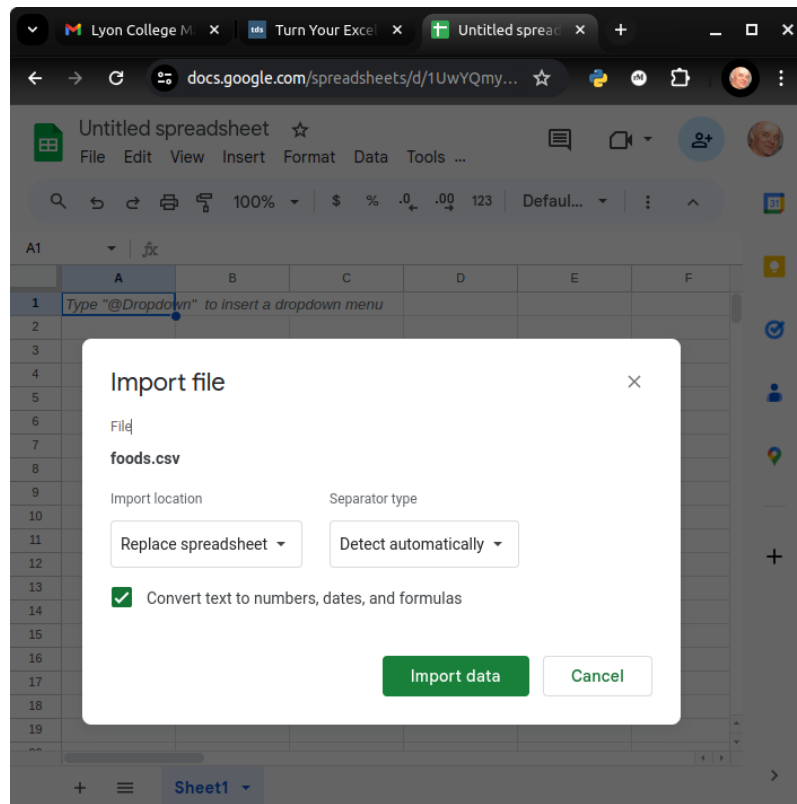 Lyon College M
tds Turn Your Excel
Untitled spread
docs.google.com/spreadsheets/d/1UwYQmy...
Untitled spreadsheet
File Edit View Insert Format Data Tools ...
100% $ % .0 .00 123 Defaul...
31
A1 fx
A B C D E F
1 Type "@Dropdown" to insert a dropdown menu
2
3
4
Import file
5
6
File
7
foods.csv
8
9
Import location Separator type
10
11
Replace spreadsheet Detect automatically
12
13
Convert text to numbers, dates, and formulas
14
15
16
Import data Cancel
17
18
19
Sheet1